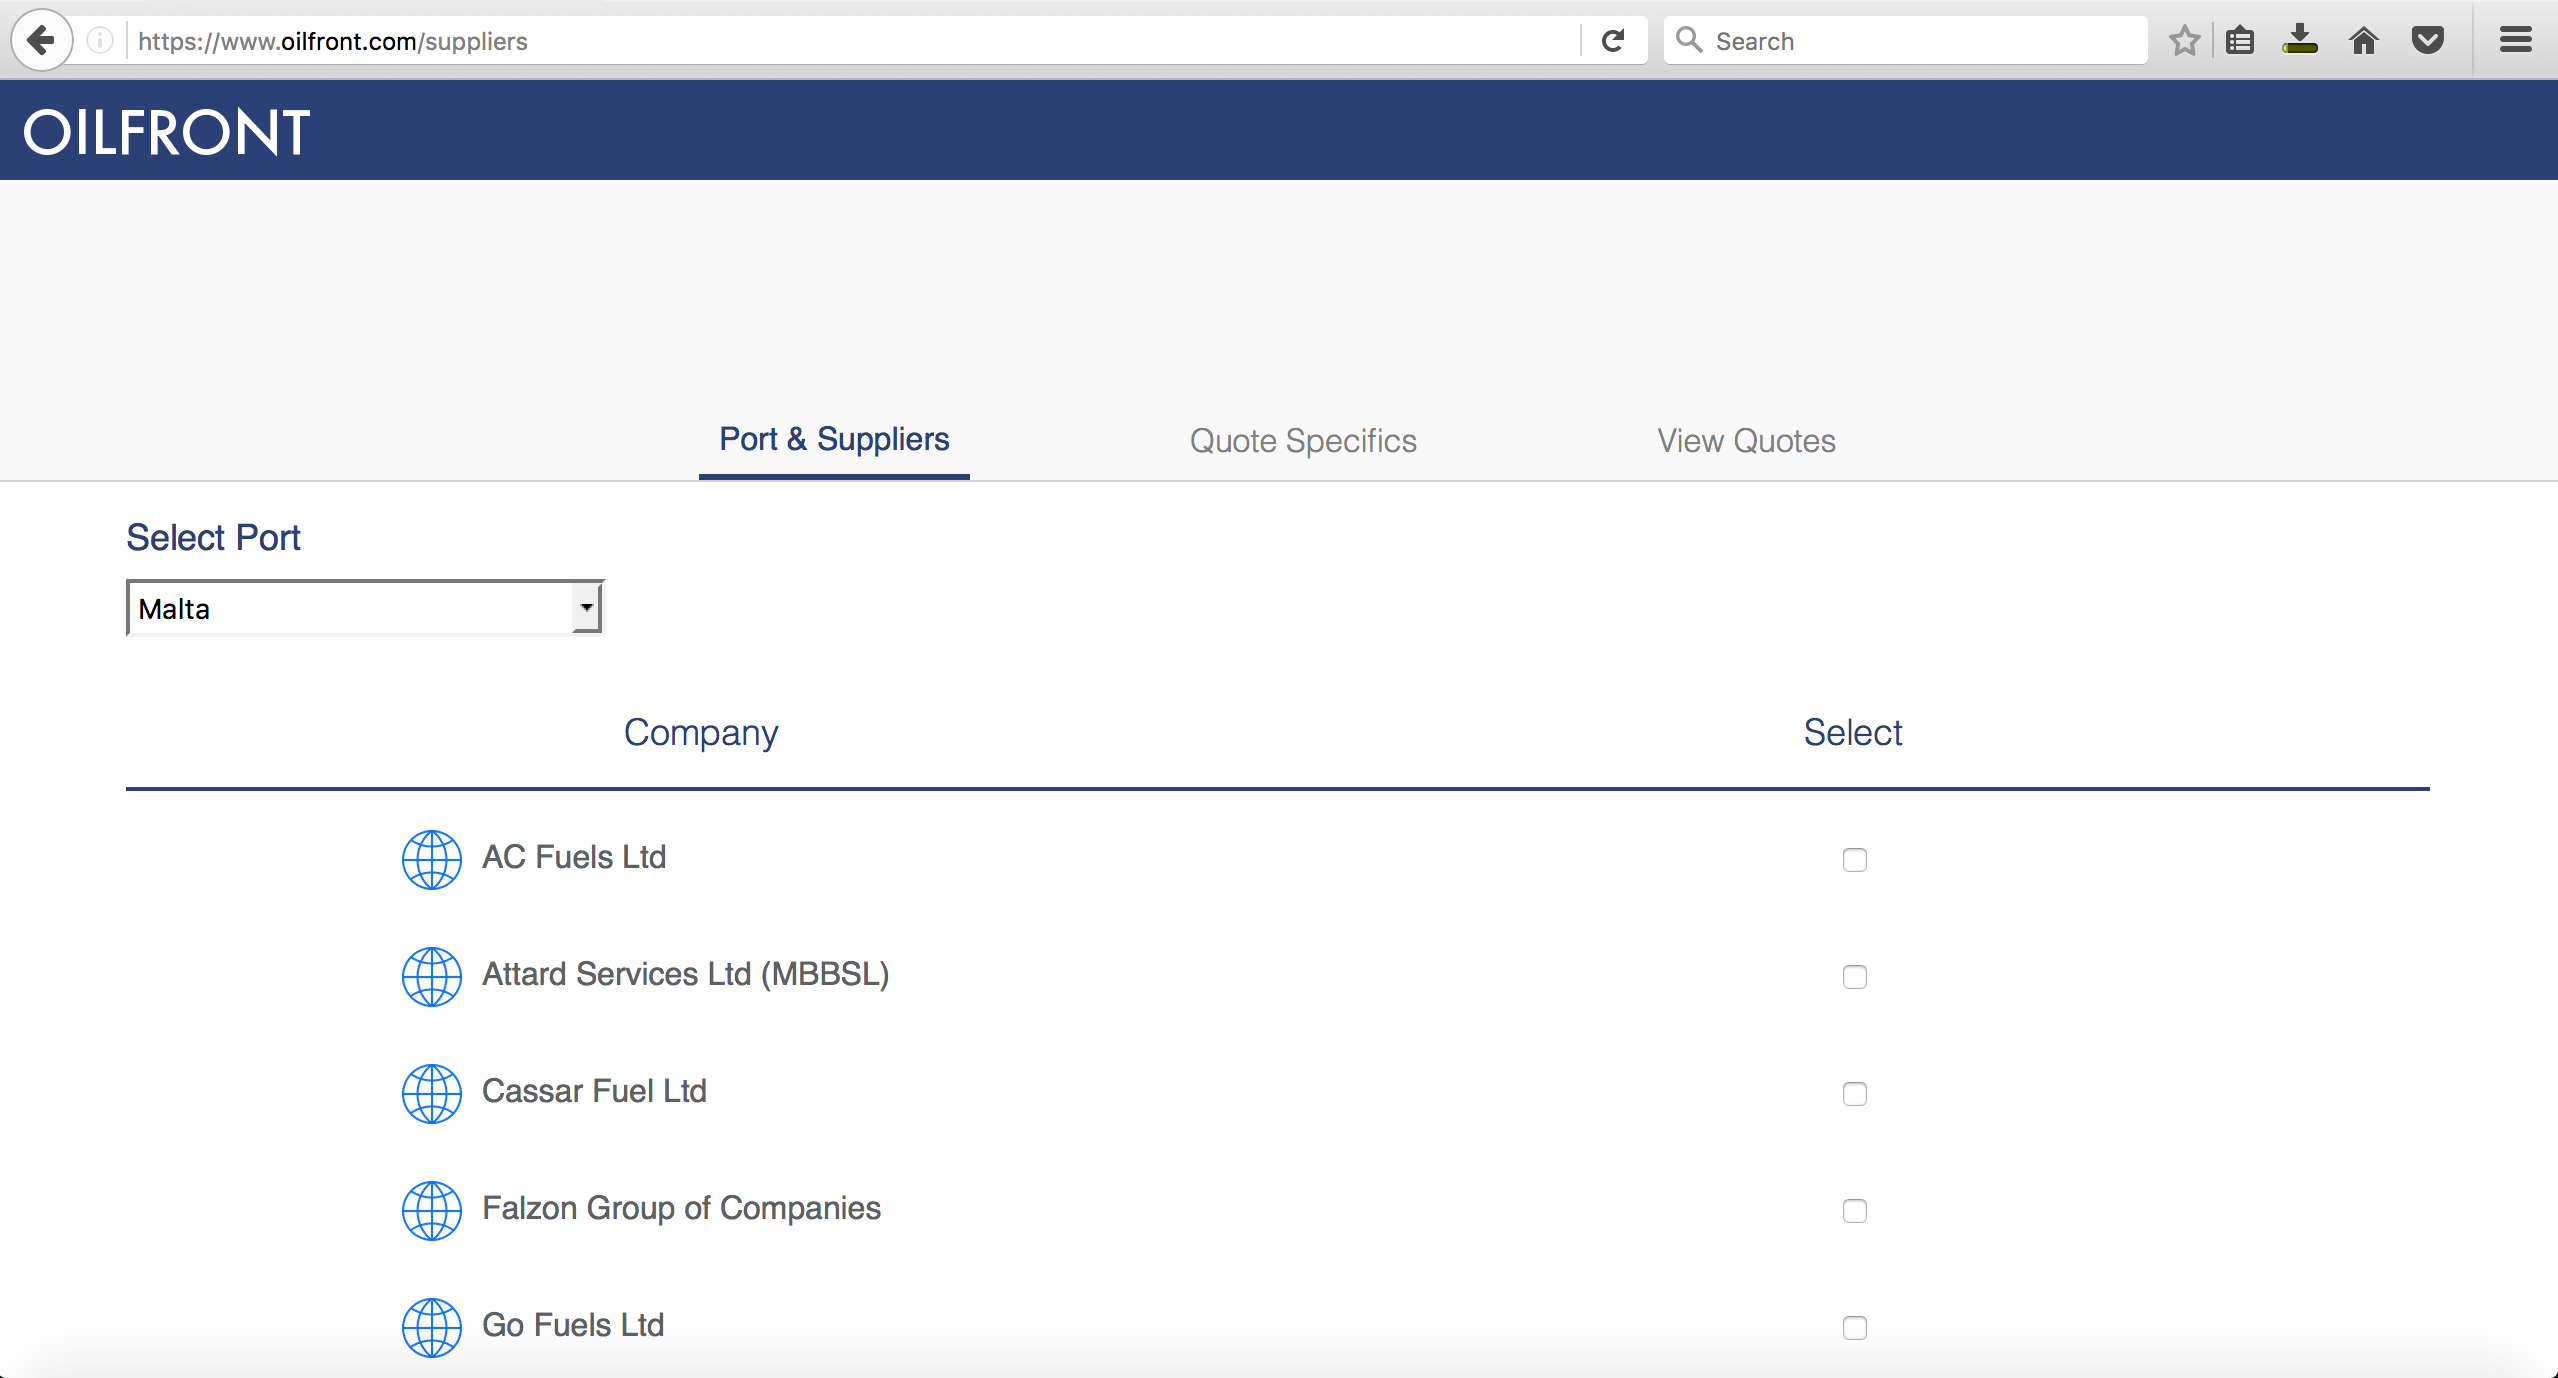 https://www.oilfront.com/suppliers
Search
OILFRONT
Port & Suppliers
Quote Specifics
View Quotes
Select Port
Malta
Company
Select
AC Fuels Ltd
Attard Services Ltd (MBBSL)
Cassar Fuel Ltd
Falzon Group of Companies
Go Fuels Ltd